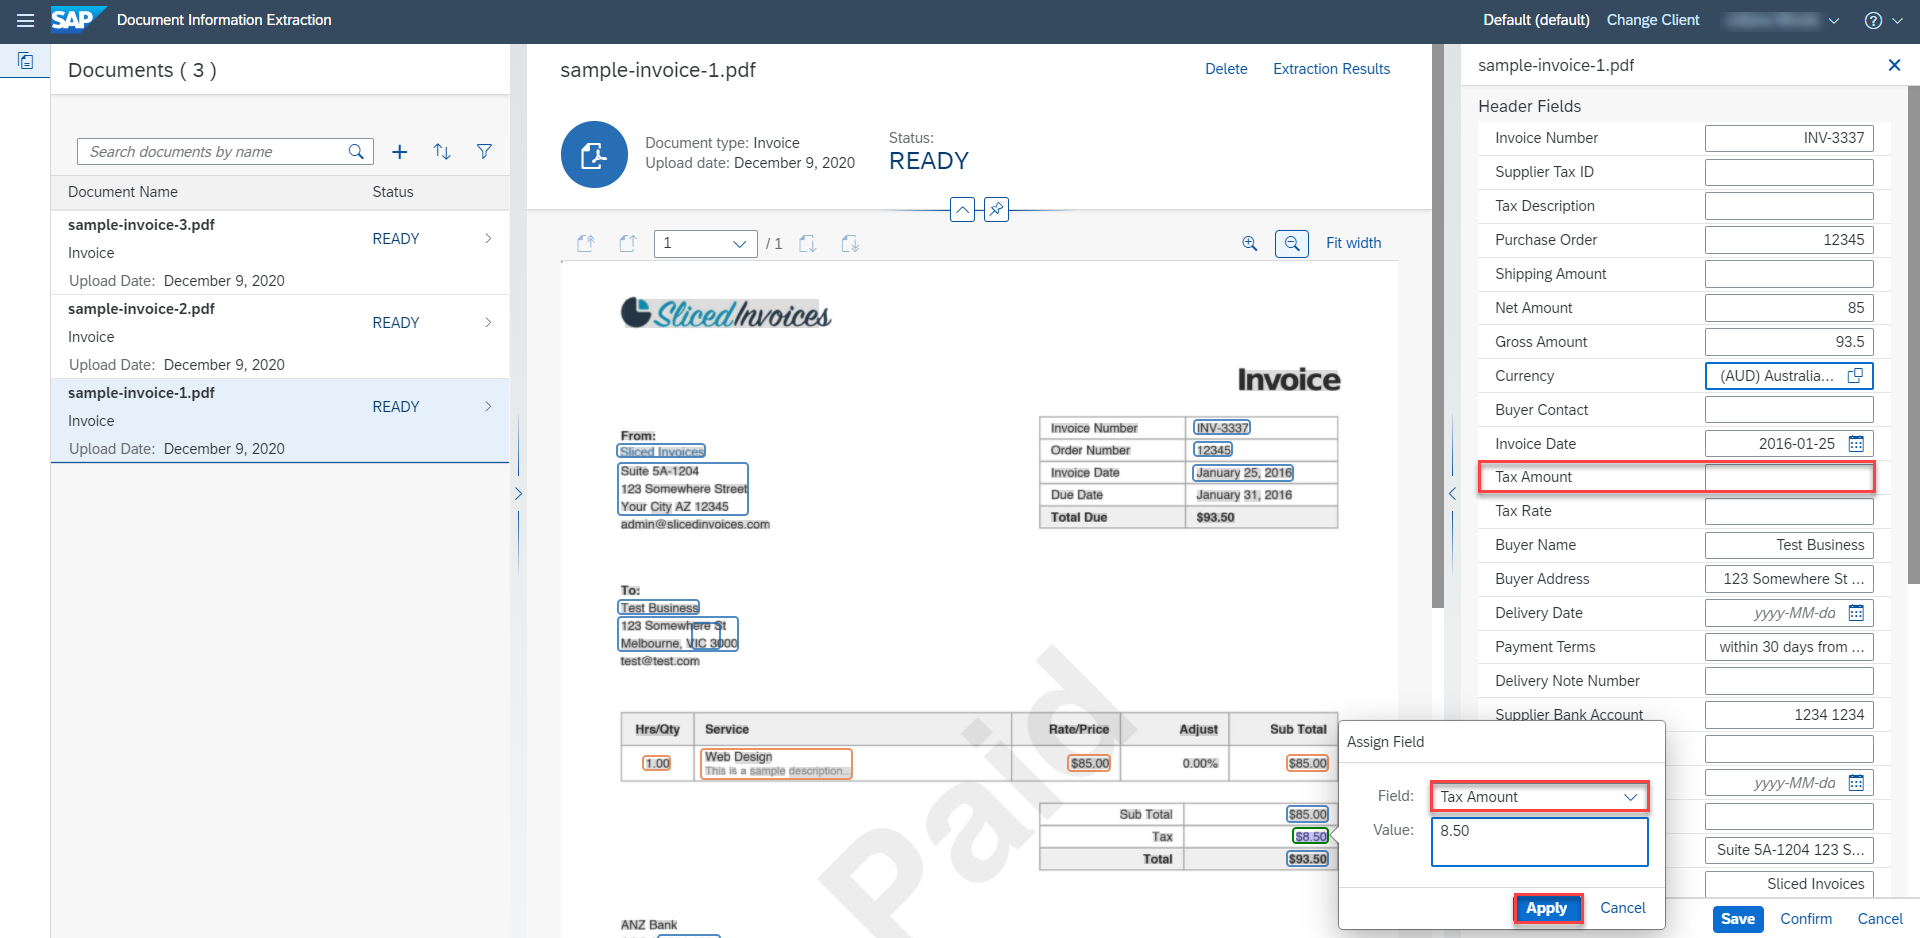 SAP Document Information Extraction
Default (default) Change Client
Documents ( 3 )
Search documents by name
Document Name Status
sample-invoice-3.pdf
READY
Invoice
Upload Date: December 9, 2020
sample-invoice-2.pdf
READY
Invoice
Upload Date: December 9, 2020
sample-invoice-1.pdf
READY
Invoice
Upload Date: December 9, 2020
sample-invoice-1.pdf
Delete Extraction Results
Document type: Invoice
Upload date: December 9, 2020
Status:
READY
1 / 1
Fit width
SlicedInvoices
Invoice
From:
Sliced Invoices
Suite 5A-1204
123 Somewhere Street
Your City AZ 12345
admin@slicedinvoices.com
Invoice Number INV-3337
Order Number 12345
Invoice Date January 25, 2016
Due Date January 31, 2016
Total Due $93.50
To:
Test Business
123 Somewhere St
Melbourne, VIC 3000
test@test.com
Paid
Hrs/Qty Service Rate/Price Adjust Sub Total
1.00 Web Design $85.00 0.00% $85.00
This is a sample description...
Sub Total $85.00
Tax $8.50
Total $93.50
ANZ Bank
sample-invoice-1.pdf
Header Fields
Invoice Number INV-3337
Supplier Tax ID
Tax Description
Purchase Order 12345
Shipping Amount
Net Amount 85
Gross Amount 93.5
Currency (AUD) Australia...
Buyer Contact
Invoice Date 2016-01-25
Tax Amount
Tax Rate
Buyer Name Test Business
Buyer Address 123 Somewhere St ...
Delivery Date yyyy-MM-dd
Payment Terms within 30 days from ...
Delivery Note Number
Supplier Bank Account 1234 1234
yyyy-MM-dd
Suite 5A-1204 123 S...
Sliced Invoices
Assign Field
Field: Tax Amount
Value: 8.50
Apply Cancel
Save Confirm Cancel